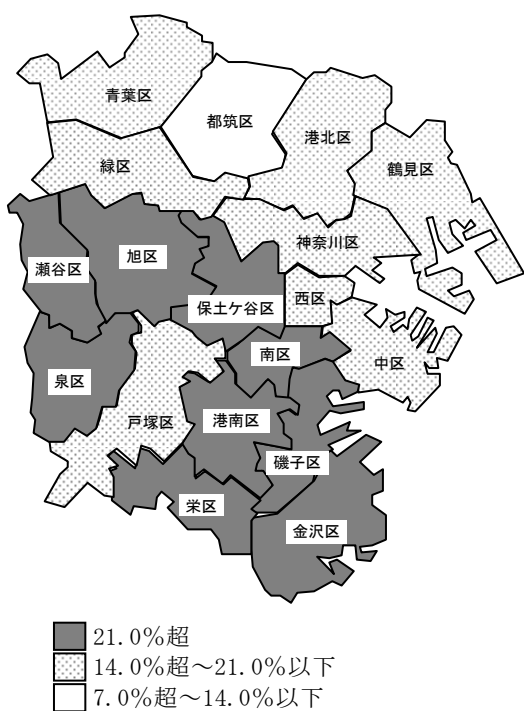 青葉区
都筑区
港北区
鶴見区
緑区
神奈川区
瀬谷区
旭区
保土ケ谷区
西区
南区
中区
泉区
戸塚区
港南区
磯子区
栄区
金沢区
21.0%超
14.0%超~21.0%以下
7.0%超~14.0%以下